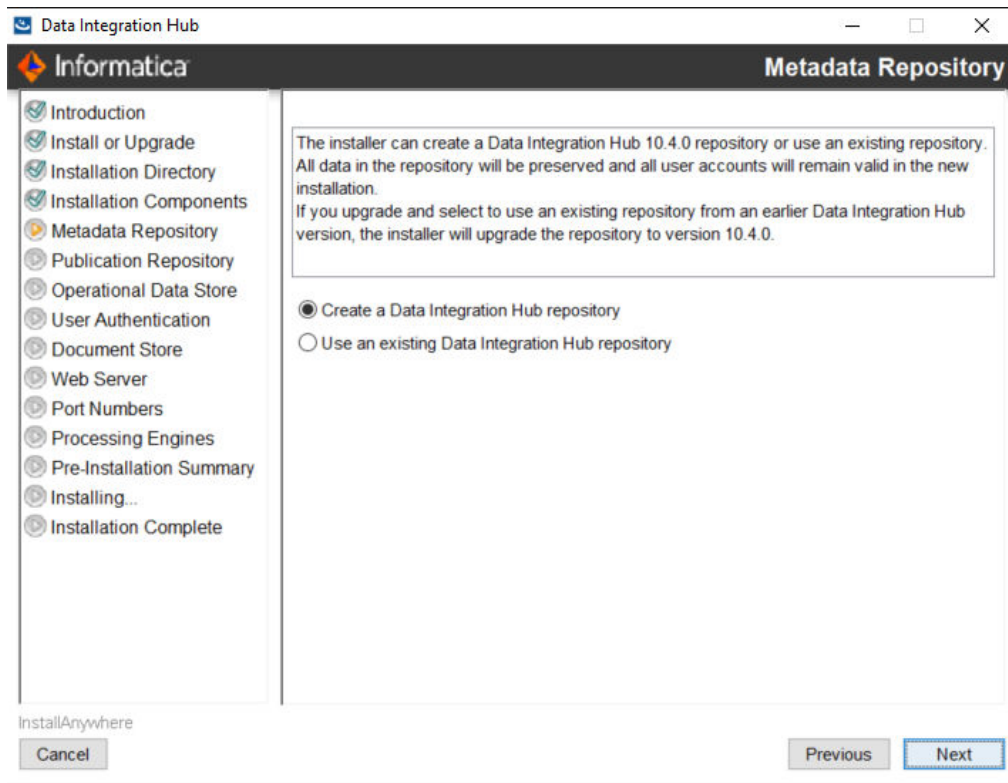 Data Integration Hub
Informatica
Metadata Repository
Introduction
Install or Upgrade
Installation Directory
Installation Components
Metadata Repository
Publication Repository
Operational Data Store
User Authentication
Document Store
Web Server
Port Numbers
Processing Engines
Pre-Installation Summary
Installing...
Installation Complete
The installer can create a Data Integration Hub 10.4.0 repository or use an existing repository.
All data in the repository will be preserved and all user accounts will remain valid in the new
installation.
If you upgrade and select to use an existing repository from an earlier Data Integration Hub
version, the installer will upgrade the repository to version 10.4.0.
Create a Data Integration Hub repository
Use an existing Data Integration Hub repository
InstallAnywhere
Cancel
Previous
Next